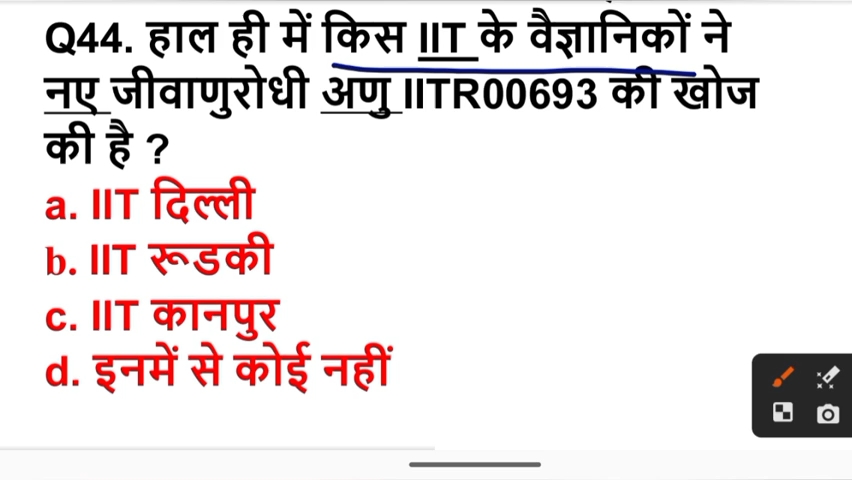 Q44. हाल ही में किस IIT के वैज्ञानिकों ने
नए जीवाणुरोधी अणु IITR00693 की खोज
की है ?
a. IIT दिल्ली
b. IIT रूडकी
c. IIT कानपुर
d. इनमें से कोई नहीं